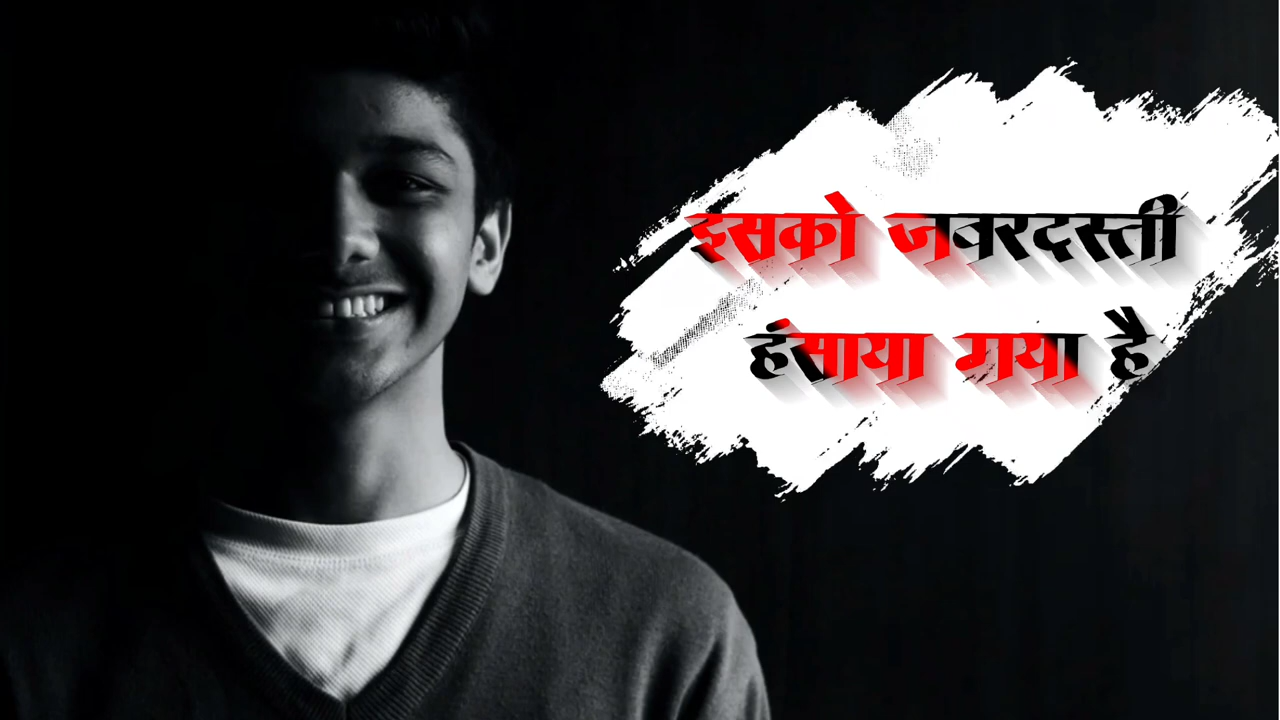 इसको जबरदस्ती
हंसाया गया है